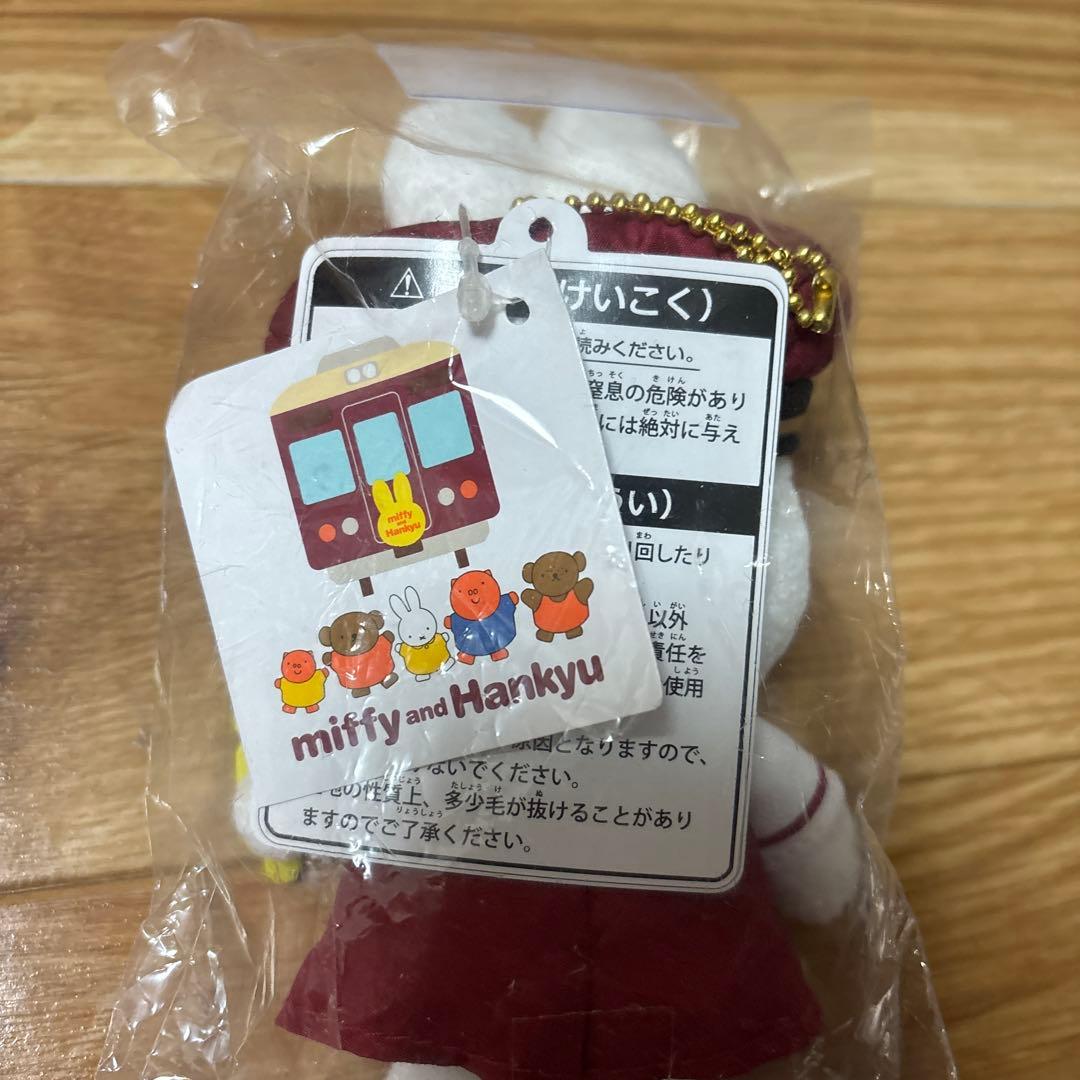 けいこく）
読みください。
窒息の危険があり
には絶対に与え
うい）
回したり
以外
責任を
使用
原因となりますので、
ないでください。
の性質上、多少毛が抜けることがあり
ますのでご了承ください。
miffy
and
Hankyu
miffy and Hankyu